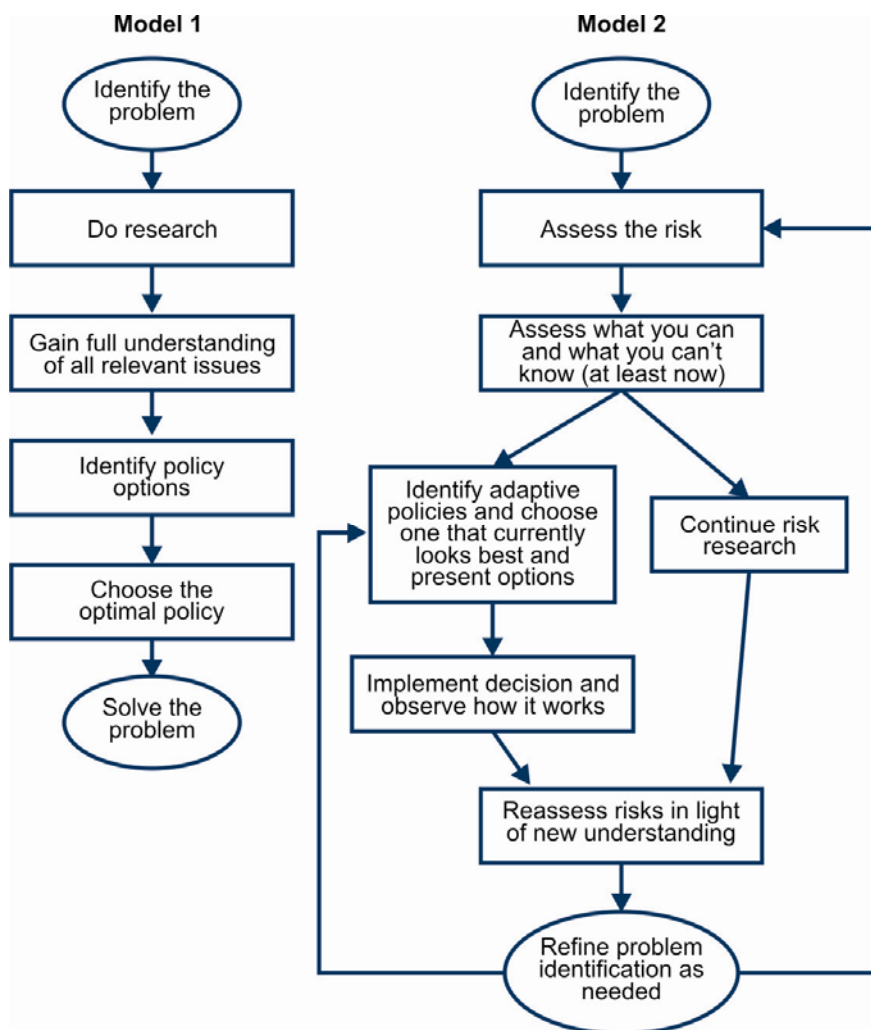 Model 1
Identify the
problem
Do research
Gain full understanding
of all relevant issues
Identify policy
options
Choose the
optimal policy
Solve the
problem
Model 2
Identify the
problem
Assess the risk
Assess what you can
and what you can't
know (at least now)
Identify adaptive
policies and choose
one that currently
looks best and
present options
Continue risk
research
Implement decision and
observe how it works
Reassess risks in light
of new understanding
Refine problem
identification as
needed